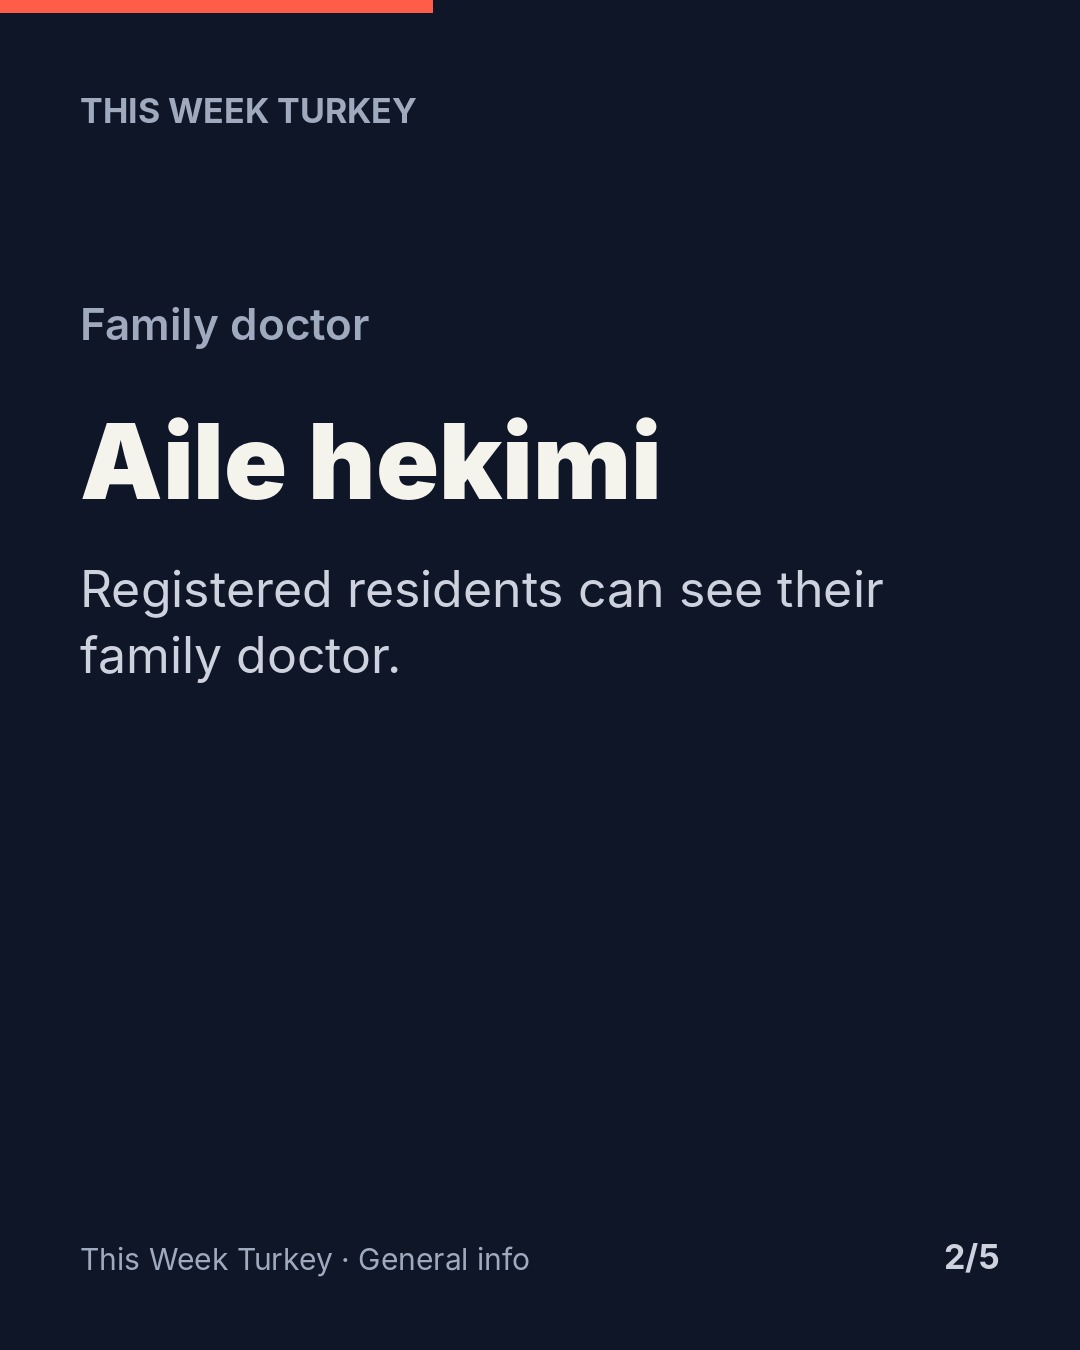 THIS WEEK TURKEY
Family doctor
Aile hekimi
Registered residents can see their
family doctor.
This Week Turkey · General info
2/5